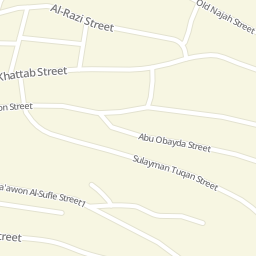 Al-Razi Street
Old Najah Street
Khattab Street
on Street
Abu Obayda Street
Sulayman Tuqan Street
a'awon Al-Sufle Street1
treet